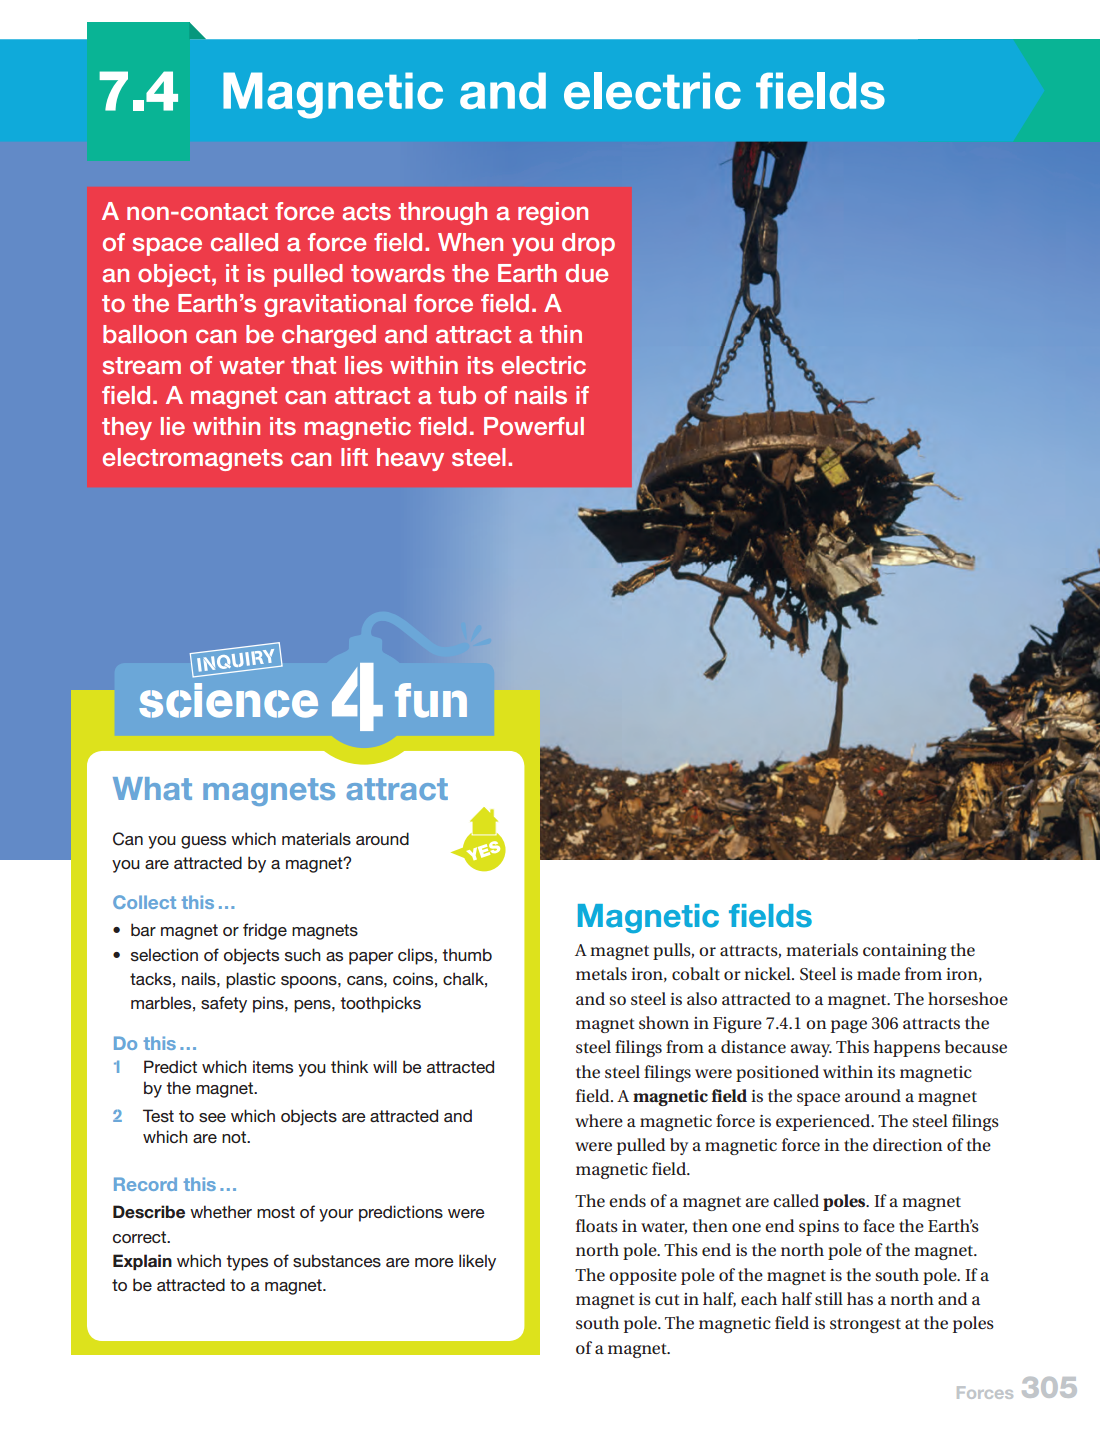 7.4 Magnetic and electric fields
A non-contact force acts through a region
of space called a force field. When you drop
an object, it is pulled towards the Earth due
to the Earth's gravitational force field. A
balloon can be charged and attract a thin
stream of water that lies within its electric
field. A magnet can attract a tub of nails if
they lie within its magnetic field. Powerful
electromagnets can lift heavy steel.
INQUIRY
science 4 fun
What magnets attract
Can you guess which materials around
you are attracted by a magnet?
YES
Collect this...
• bar magnet or fridge magnets
• selection of objects such as paper clips, thumb
tacks, nails, plastic spoons, cans, coins, chalk,
marbles, safety pins, pens, toothpicks
Do this...
1 Predict which items you think will be attracted
by the magnet.
2 Test to see which objects are attracted and
which are not.
Record this...
Describe whether most of your predictions were
correct.
Explain which types of substances are more likely
to be attracted to a magnet.
Magnetic fields
A magnet pulls, or attracts, materials containing the
metals iron, cobalt or nickel. Steel is made from iron,
and so steel is also attracted to a magnet. The horseshoe
magnet shown in Figure 7.4.1 on page 306 attracts the
steel filings from a distance away. This happens because
the steel filings were positioned within its magnetic
field. A magnetic field is the space around a magnet
where a magnetic force is experienced. The steel filings
were pulled by a magnetic force in the direction of the
magnetic field.
The ends of a magnet are called poles. If a magnet
floats in water, then one end spins to face the Earth's
north pole. This end is the north pole of the magnet.
The opposite pole of the magnet is the south pole. If a
magnet is cut in half, each half still has a north and a
south pole. The magnetic field is strongest at the poles
of a magnet.
Forces 305